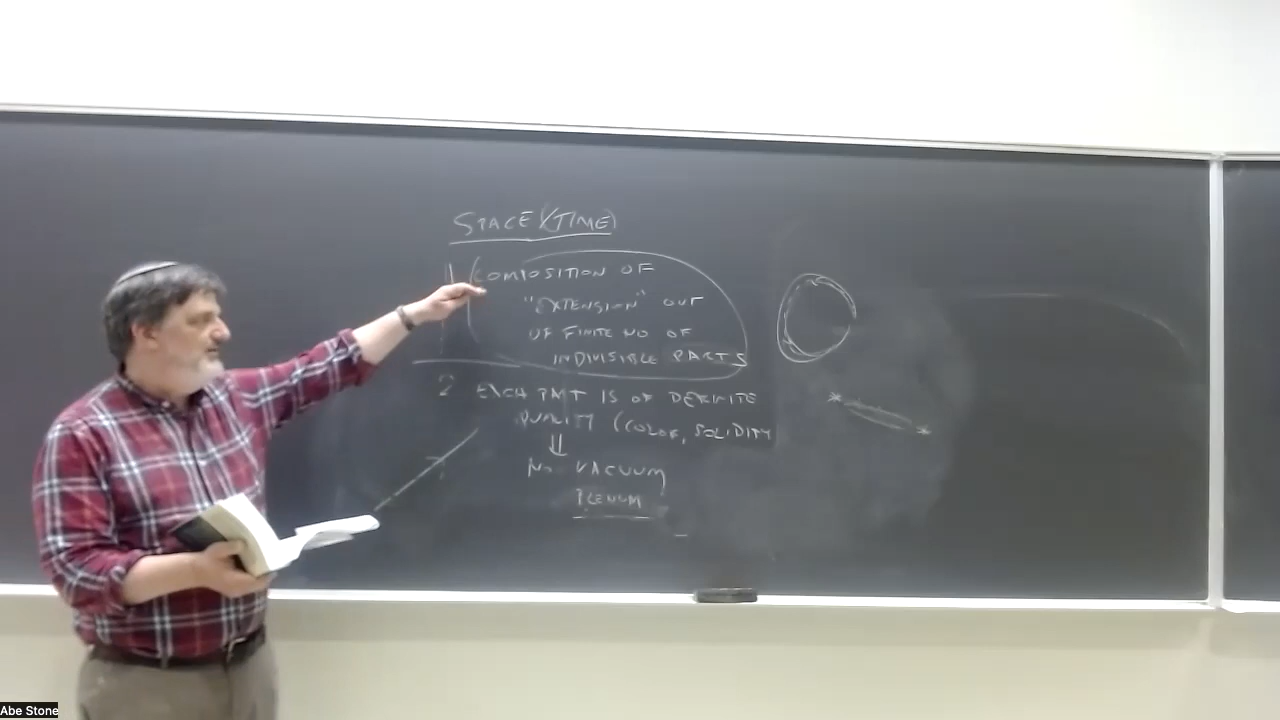 SPACE (TIME)
1 COMPOSITION OF
"EXTENSION" OUT
OF FINITE NO OF
INDIVISIBLE PARTS
2 EACH PART IS OF DEFINITE
QUALITY (COLOR, SOLIDITY
⇓
NO VACUUM
PLENUM
Abe Stone